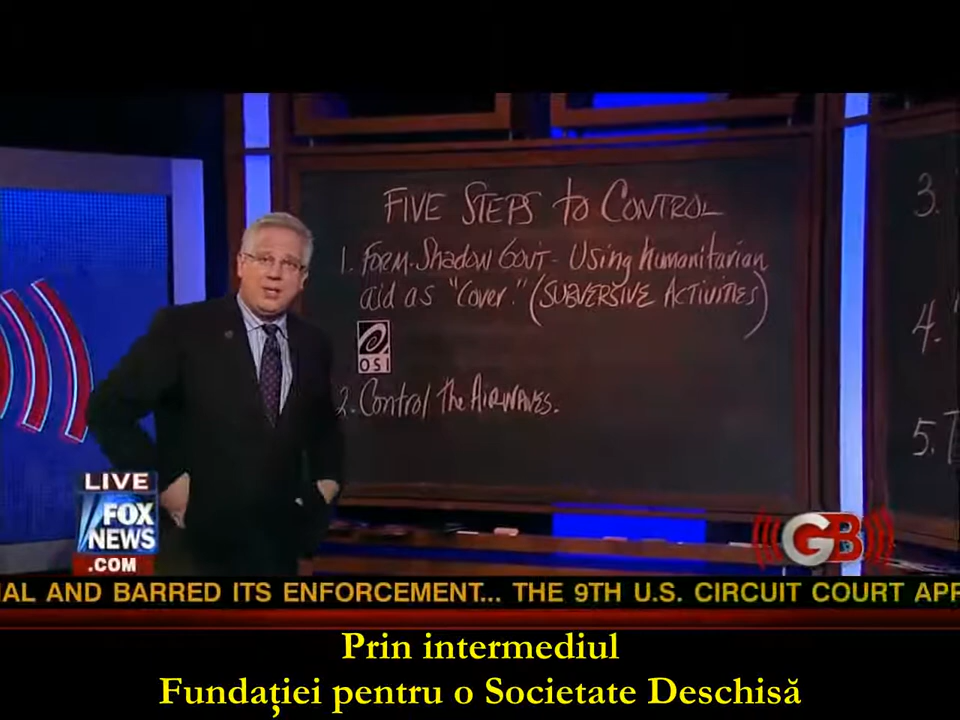 FIVE STEPS to CONTROL
1. FORM Shadow Gov't - Using Humanitarian
aid as "Cover." (SUBVERSIVE ACTIVITIES)
OSI
2. Control The AIRWAVES.
3.
4.
5. T
LIVE
FOX
NEWS
.COM
GB
IAL AND BARRED ITS ENFORCEMENT... THE 9TH U.S. CIRCUIT COURT APP
Prin intermediul
Fundației pentru o Societate Deschisă